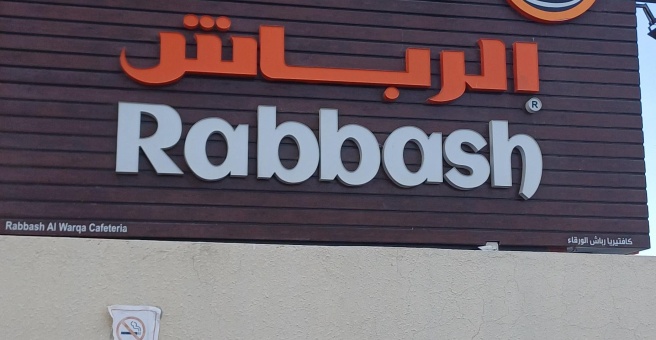 الرباش
Rabbash
®
Rabbash Al Warqa Cafeteria
كافتيريا رباش الورقاء